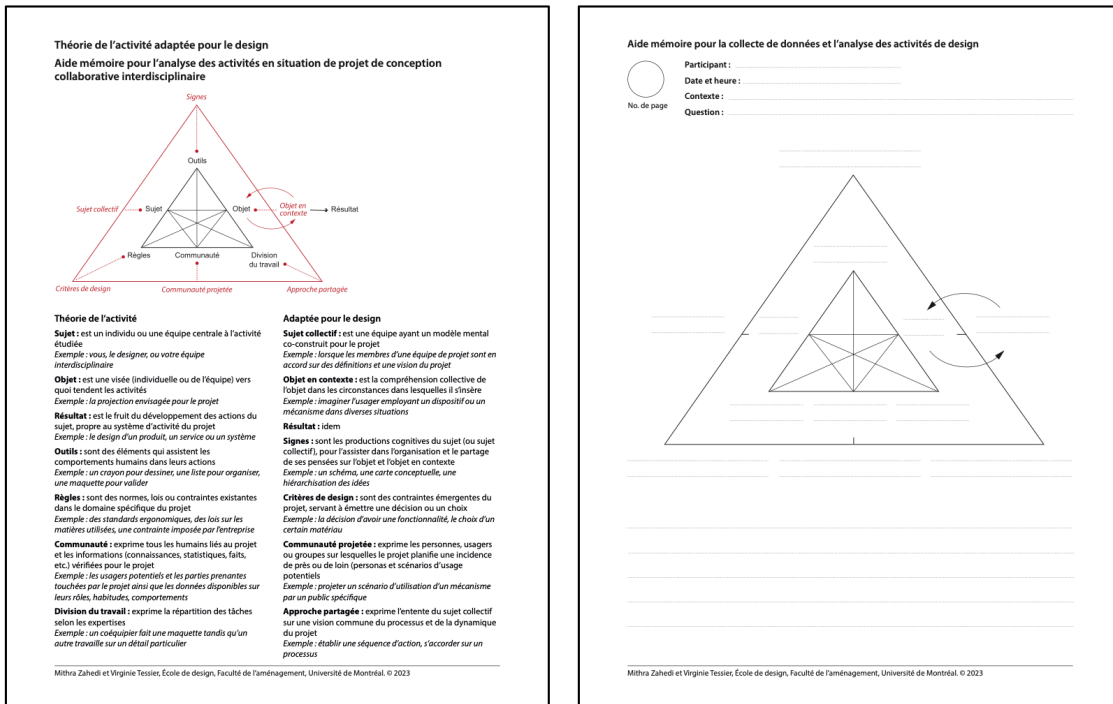 Théorie de l'activité adaptée pour le design
Aide mémoire pour l'analyse des activités en situation de projet de conception
collaborative interdisciplinaire
Signes
Outils
Sujet collectif
Sujet
Objet
Objet en
contexte
Résultat
Règles
Communauté
Division
du travail
Critères de design
Communauté projetée
Approche partagée
Théorie de l'activité
Sujet : est un individu ou une équipe centrale à l'activité
étudiée
Exemple : vous, le designer, ou votre équipe
interdisciplinaire
Objet : est une visée (individuelle ou de l'équipe) vers
quoi tendent les activités
Exemple : la projection envisagée pour le projet
Résultat : est le fruit du développement des actions du
sujet, propre au système d'activité du projet
Exemple : le design d'un produit, un service ou un système
Outils : sont des éléments qui assistent les
comportements humains dans leurs actions
Exemple : un crayon pour dessiner, une liste pour organiser,
une maquette pour valider
Règles : sont des normes, lois ou contraintes existantes
dans le domaine spécifique du projet
Exemple : des standards ergonomiques, des lois sur les
matières utilisées, une contrainte imposée par l'entreprise
Communauté : exprime tous les humains liés au projet
et les informations (connaissances, statistiques, faits,
etc.) vérifiées pour le projet
Exemple : les usagers potentiels et les parties prenantes
touchées par le projet ainsi que les données disponibles sur
leurs rôles, habitudes, comportements
Division du travail : exprime la répartition des tâches
selon les expertises
Exemple : un coéquipier fait une maquette tandis qu'un
autre travaille sur un détail particulier
Adaptée pour le design
Sujet collectif : est une équipe ayant un modèle mental
co-construit pour le projet
Exemple : lorsque les membres d'une équipe de projet sont en
accord sur des définitions et une vision du projet
Objet en contexte : est la compréhension collective de
l'objet dans les circonstances dans lesquelles il s'insère
Exemple : imaginer l'usager employant un dispositif ou un
mécanisme dans diverses situations
Résultat : idem
Signes : sont les productions cognitives du sujet (ou sujet
collectif), pour l'assister dans l'organisation et le partage
de ses pensées sur l'objet et l'objet en contexte
Exemple : un schéma, une carte conceptuelle, une
hiérarchisation des idées
Critères de design : sont des contraintes émergentes du
projet, servant à émettre une décision ou un choix
Exemple : la décision d'avoir une fonctionnalité, le choix d'un
certain matériau
Communauté projetée : exprime les personnes, usagers
ou groupes sur lesquelles le projet planifie une incidence
de près ou de loin (personas et scénarios d'usage
potentiels
Exemple : projeter un scénario d'utilisation d'un mécanisme
par un public spécifique
Approche partagée : exprime l'entente du sujet collectif
sur une vision commune du processus et de la dynamique
du projet
Exemple : établir une séquence d'action, s'accorder sur un
processus
Mithra Zahedi et Virginie Tessier, École de design, Faculté de l'aménagement, Université de Montréal. © 2023
Aide mémoire pour la collecte de données et l'analyse des activités de design
No. de page
Participant :
Date et heure :
Contexte :
Question :
Mithra Zahedi et Virginie Tessier, École de design, Faculté de l'aménagement, Université de Montréal. © 2023